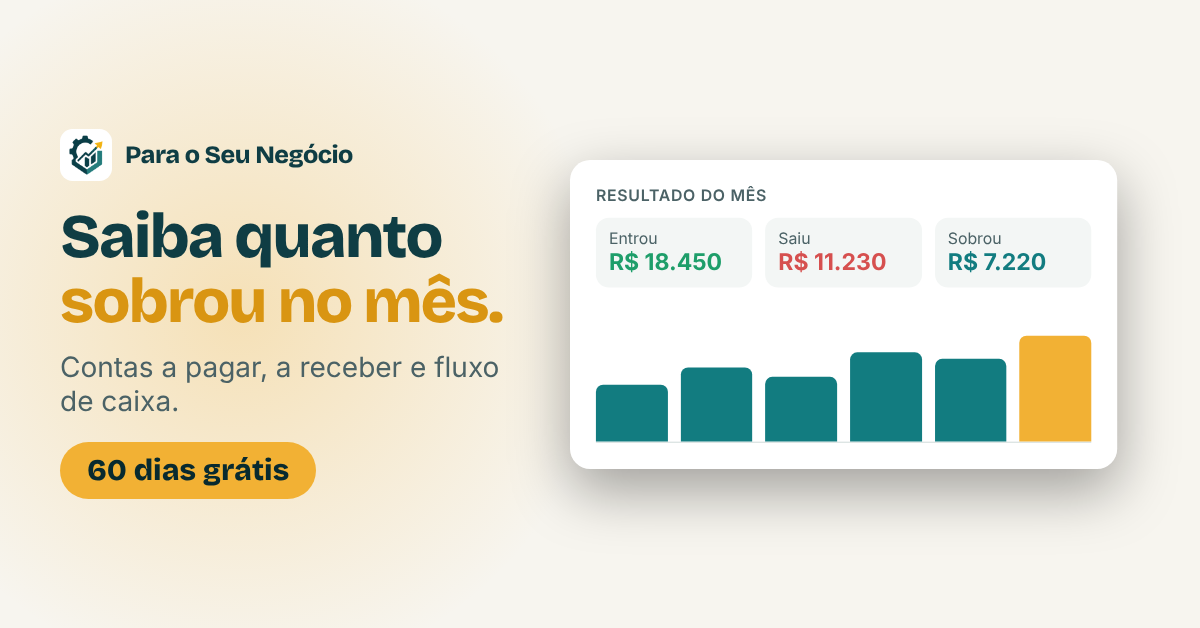 Para o Seu Negócio
Saiba quanto
sobrou no mês.
Contas a pagar, a receber e fluxo
de caixa.
60 dias grátis
RESULTADO DO MÊS
Entrou
R$ 18.450
Saiu
R$ 11.230
Sobrou
R$ 7.220